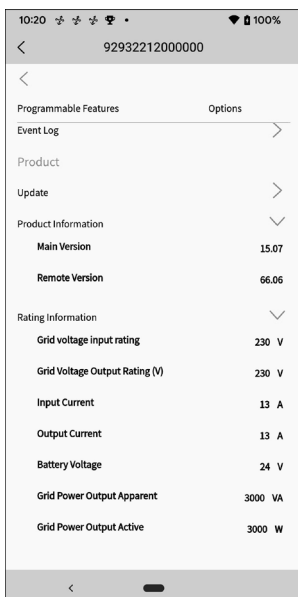 10:20 100%
92932212000000
Programmable Features Options
Event Log
Product
Update
Product Information
Main Version 15.07
Remote Version 66.06
Rating Information
Grid voltage input rating 230 V
Grid Voltage Output Rating (V) 230 V
Input Current 13 A
Output Current 13 A
Battery Voltage 24 V
Grid Power Output Apparent 3000 VA
Grid Power Output Active 3000 W